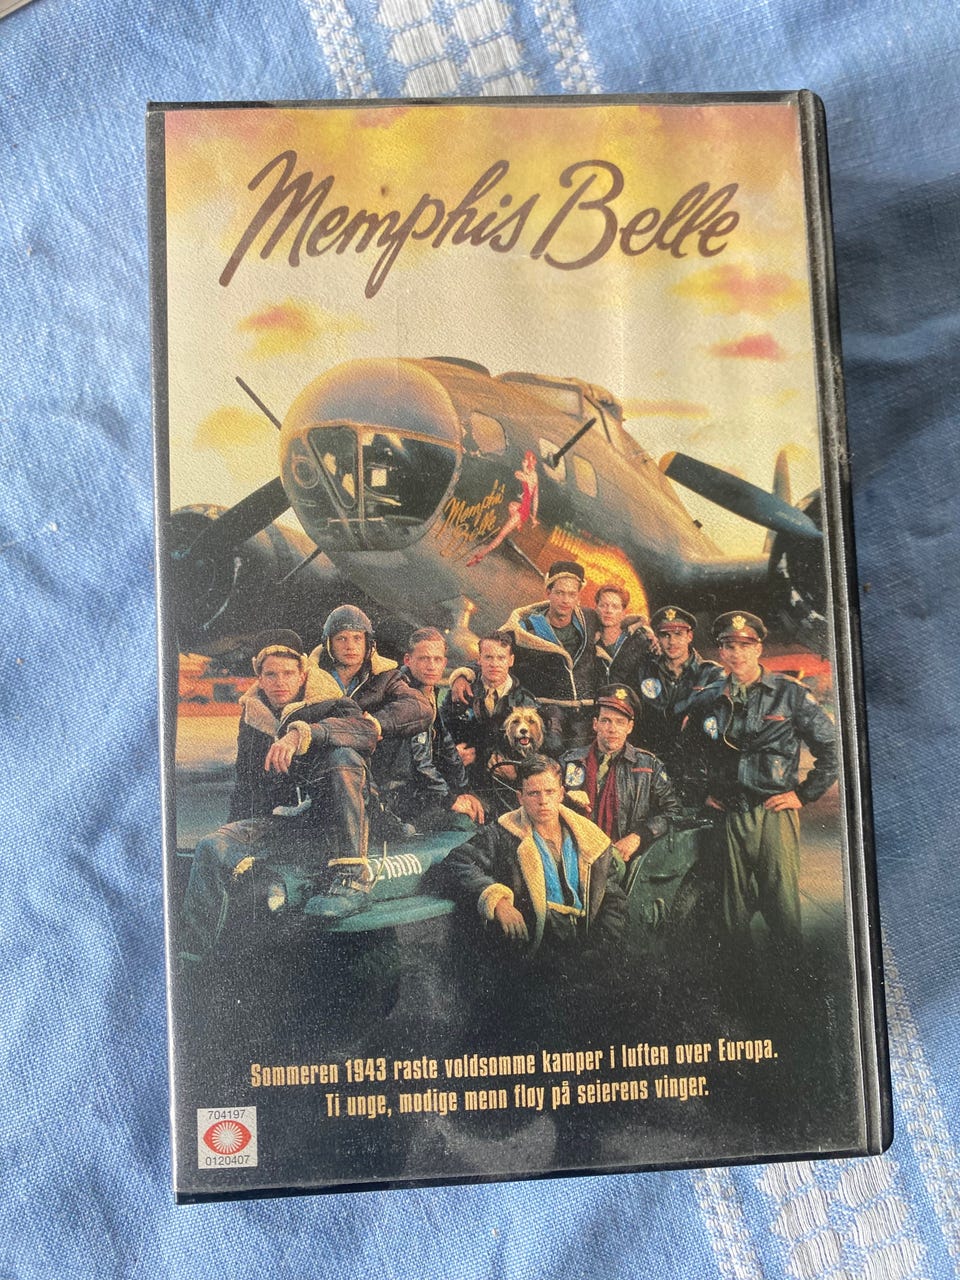 Memphis Belle
Memphis
Belle
121608
Sommeren 1943 raste voldsomme kamper i luften over Europa.
Ti unge, modige menn fløy på seierens vinger.
704197
0120407